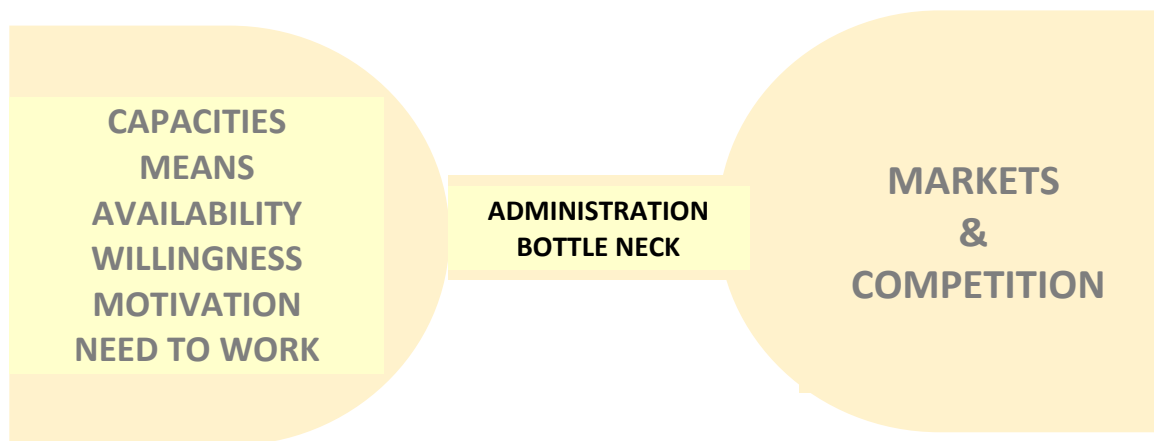 CAPACITIES
MEANS
AVAILABILITY
WILLINGNESS
MOTIVATION
NEED TO WORK
ADMINISTRATION
BOTTLE NECK
MARKETS
&
COMPETITION